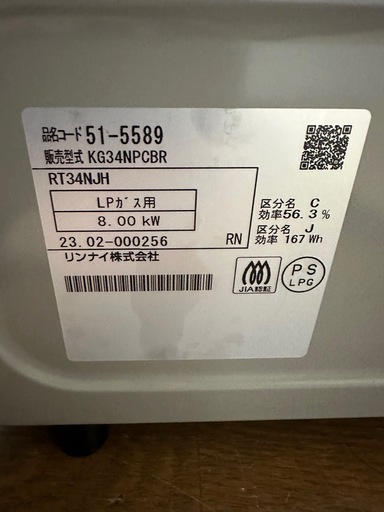 品名コード 51-5589
販売型式 KG34NPCBR
RT34NJH
LPガス用
8.00 kW
23.02-000256 RN
リンナイ株式会社
区分名 C
効率56.3%
区分名 J
効率 167 Wh
JIA認証
PS
LPG